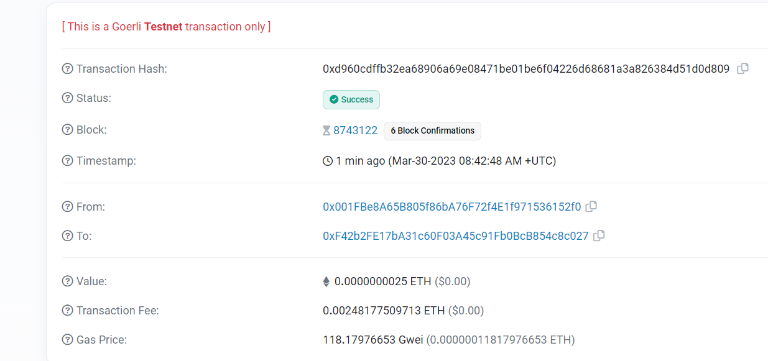 [ This is a Goerli Testnet transaction only ]
Transaction Hash: 0xd960cdffb32ea68906a69e08471be01be6f04226d68681a3a826384d51d0d809
Status: Success
Block: 8743122 6 Block Confirmations
Timestamp: 1 min ago (Mar-30-2023 08:42:48 AM +UTC)
From: 0x001FBe8A65B805f86bA76F72f4E1f971536152f0
To: 0xF42b2FE17bA31c60F03A45c91Fb0BcB854c8c027
Value: 0.0000000025 ETH ($0.00)
Transaction Fee: 0.00248177509713 ETH ($0.00)
Gas Price: 118.17976653 Gwei (0.00000011817976653 ETH)